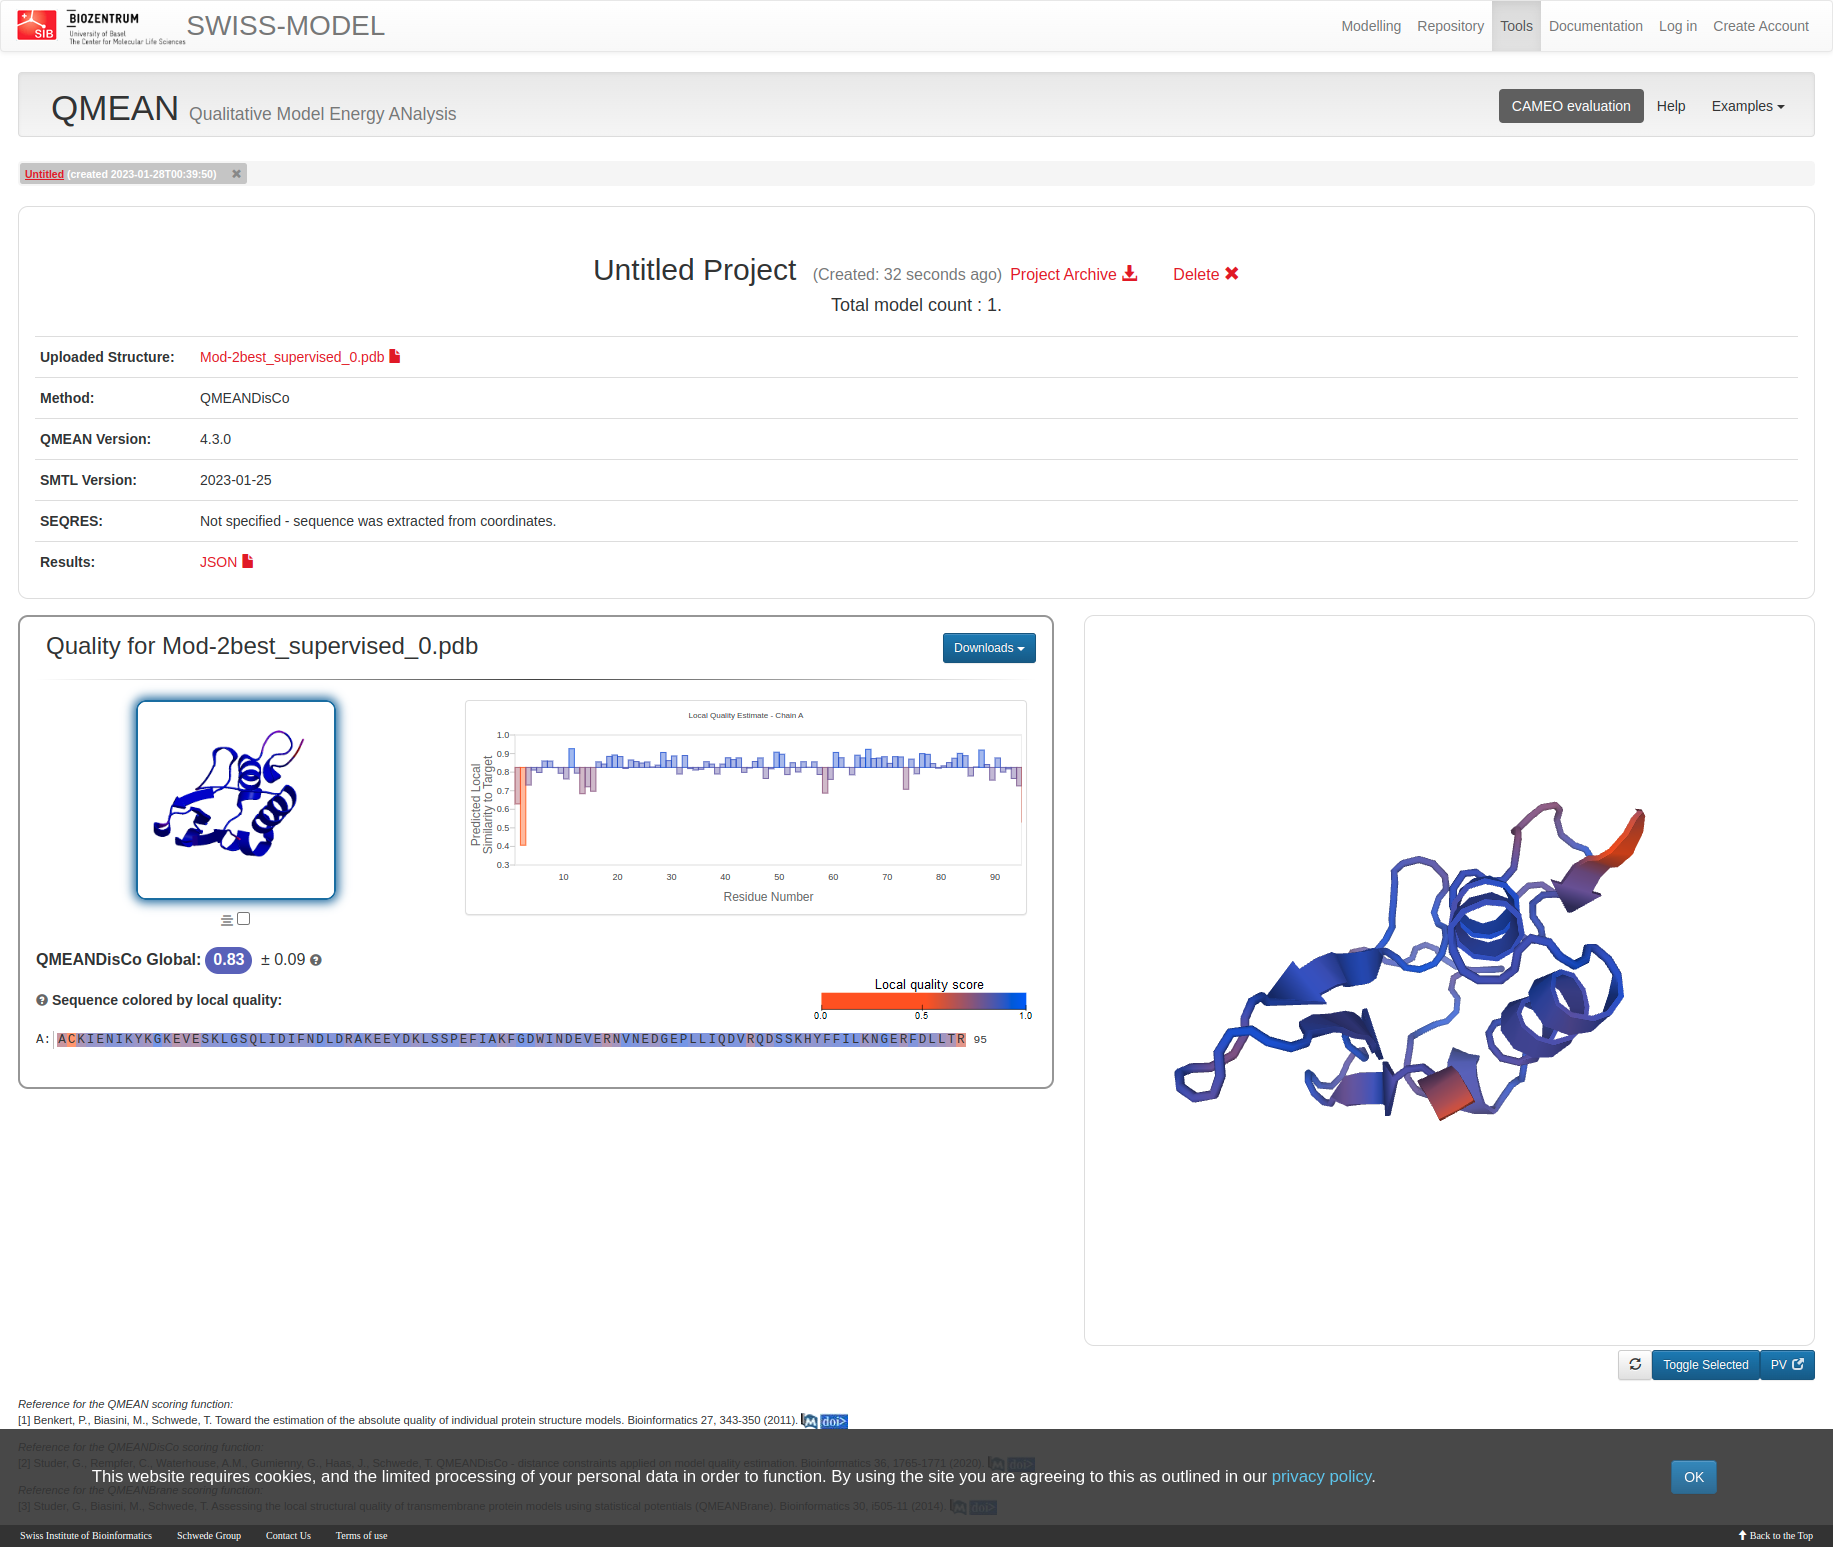 SIB
BIOZENTRUM
University of Basel
The Center for Molecular Life Sciences
SWISS-MODEL
Modelling Repository Tools Documentation Log in Create Account
QMEAN Qualitative Model Energy ANalysis
CAMEO evaluation Help Examples
Untitled (created 2023-01-28T00:39:50) ✖
Untitled Project (Created: 32 seconds ago) Project Archive Delete ✖
Total model count : 1.
Uploaded Structure: Mod-2best_supervised_0.pdb
Method: QMEANDisCo
QMEAN Version: 4.3.0
SMTL Version: 2023-01-25
SEQRES: Not specified - sequence was extracted from coordinates.
Results: JSON
Quality for Mod-2best_supervised_0.pdb
Downloads
Local Quality Estimate - Chain A
Predicted Local
Similarity to Target
1.0
0.9
0.8
0.7
0.6
0.5
0.4
0.3
10 20 30 40 50 60 70 80 90
Residue Number
QMEANDisCo Global: 0.83 ± 0.09
Sequence colored by local quality:
Local quality score
0.0 0.5 1.0
A: ACKIENIKYKGKEVESKLGSQLIDIFNDLDRAKEEYDKLSSPEFIAKFGDWINDEVERNVNEDGEPLLIQDVRQDSSKHYFFILKNGERFDLLTR 95
Toggle Selected PV
Reference for the QMEAN scoring function:
[1] Benkert, P., Biasini, M., Schwede, T. Toward the estimation of the absolute quality of individual protein structure models. Bioinformatics 27, 343-350 (2011). M doi>
Reference for the QMEANDisCo scoring function:
[2] Studer, G., Rempfer, C., Waterhouse, A.M., Gumienny, G., Haas, J., Schwede, T. QMEANDisCo - distance constraints applied on model quality estimation. Bioinformatics 36, 1765-1771 (2020). M doi>
This website requires cookies, and the limited processing of your personal data in order to function. By using the site you are agreeing to this as outlined in our privacy policy.
OK
Reference for the QMEANBrane scoring function:
[3] Studer, G., Biasini, M., Schwede, T. Assessing the local structural quality of transmembrane protein models using statistical potentials (QMEANBrane). Bioinformatics 30, i505-11 (2014). M doi>
Swiss Institute of Bioinformatics Schwede Group Contact Us Terms of use
Back to the Top